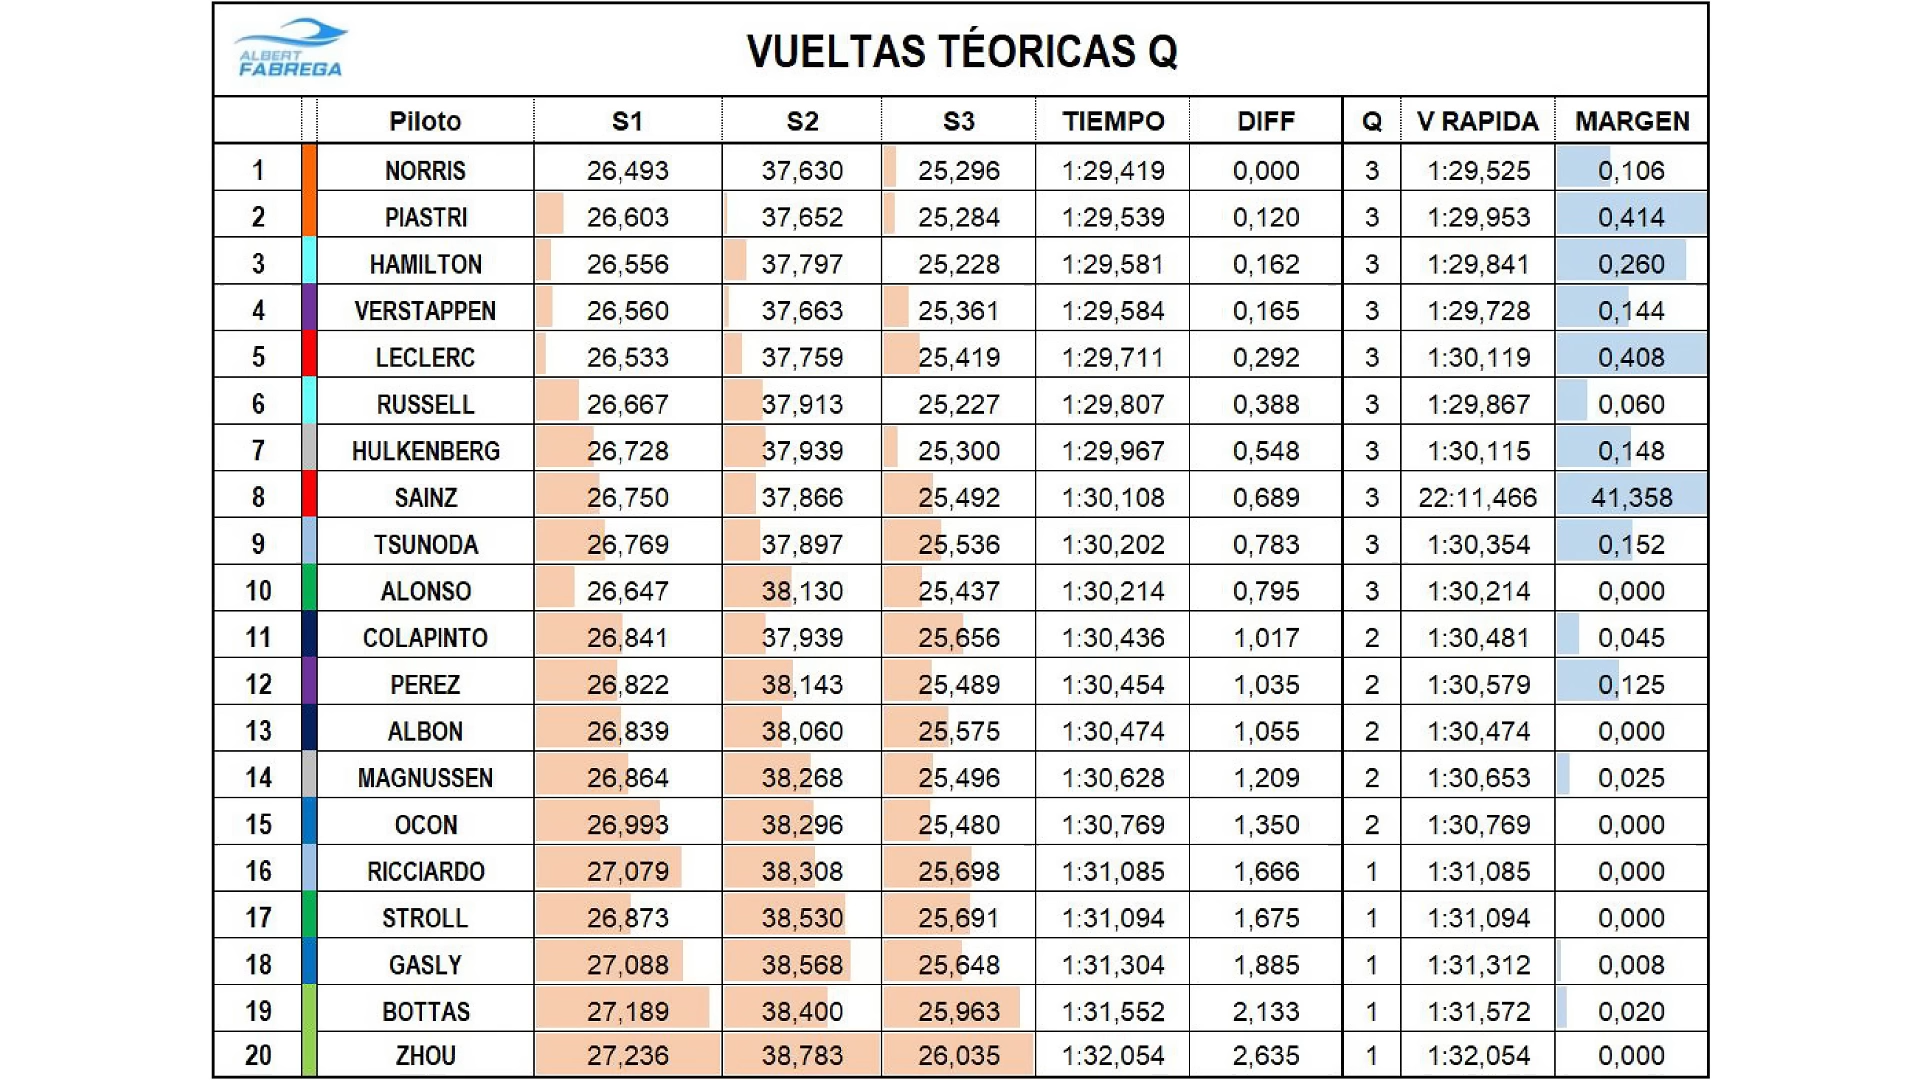 ALBERT
FABREGA
VUELTAS TÉORICAS Q
Piloto S1 S2 S3 TIEMPO DIFF Q V RAPIDA MARGEN
1 NORRIS 26,493 37,630 25,296 1:29,419 0,000 3 1:29,525 0,106
2 PIASTRI 26,603 37,652 25,284 1:29,539 0,120 3 1:29,953 0,414
3 HAMILTON 26,556 37,797 25,228 1:29,581 0,162 3 1:29,841 0,260
4 VERSTAPPEN 26,560 37,663 25,361 1:29,584 0,165 3 1:29,728 0,144
5 LECLERC 26,533 37,759 25,419 1:29,711 0,292 3 1:30,119 0,408
6 RUSSELL 26,667 37,913 25,227 1:29,807 0,388 3 1:29,867 0,060
7 HULKENBERG 26,728 37,939 25,300 1:29,967 0,548 3 1:30,115 0,148
8 SAINZ 26,750 37,866 25,492 1:30,108 0,689 3 22:11,466 41,358
9 TSUNODA 26,769 37,897 25,536 1:30,202 0,783 3 1:30,354 0,152
10 ALONSO 26,647 38,130 25,437 1:30,214 0,795 3 1:30,214 0,000
11 COLAPINTO 26,841 37,939 25,656 1:30,436 1,017 2 1:30,481 0,045
12 PEREZ 26,822 38,143 25,489 1:30,454 1,035 2 1:30,579 0,125
13 ALBON 26,839 38,060 25,575 1:30,474 1,055 2 1:30,474 0,000
14 MAGNUSSEN 26,864 38,268 25,496 1:30,628 1,209 2 1:30,653 0,025
15 OCON 26,993 38,296 25,480 1:30,769 1,350 2 1:30,769 0,000
16 RICCIARDO 27,079 38,308 25,698 1:31,085 1,666 1 1:31,085 0,000
17 STROLL 26,873 38,530 25,691 1:31,094 1,675 1 1:31,094 0,000
18 GASLY 27,088 38,568 25,648 1:31,304 1,885 1 1:31,312 0,008
19 BOTTAS 27,189 38,400 25,963 1:31,552 2,133 1 1:31,572 0,020
20 ZHOU 27,236 38,783 26,035 1:32,054 2,635 1 1:32,054 0,000